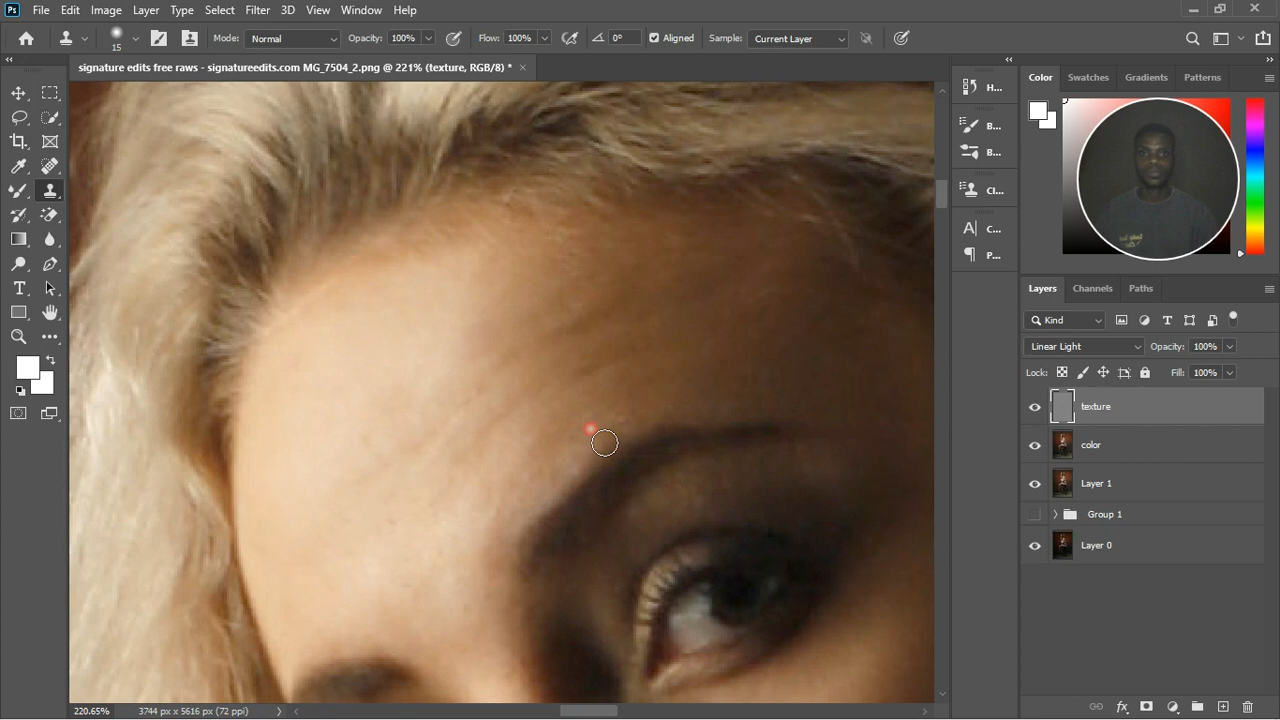 Ps File Edit Image Layer Type Select Filter 3D View Window Help
15 Mode: Normal Opacity: 100% Flow: 100% 0° Aligned Sample: Current Layer
signature edits free raws - signatureedits.com MG_7504_2.png @ 221% (texture, RGB/8) *
H...
B...
B...
Cl...
C...
P...
Color Swatches Gradients Patterns
Layers Channels Paths
Kind
Linear Light Opacity: 100%
Lock: Fill: 100%
texture
color
Layer 1
Group 1
Layer 0
220.65% 3744 px x 5616 px (72 ppi)